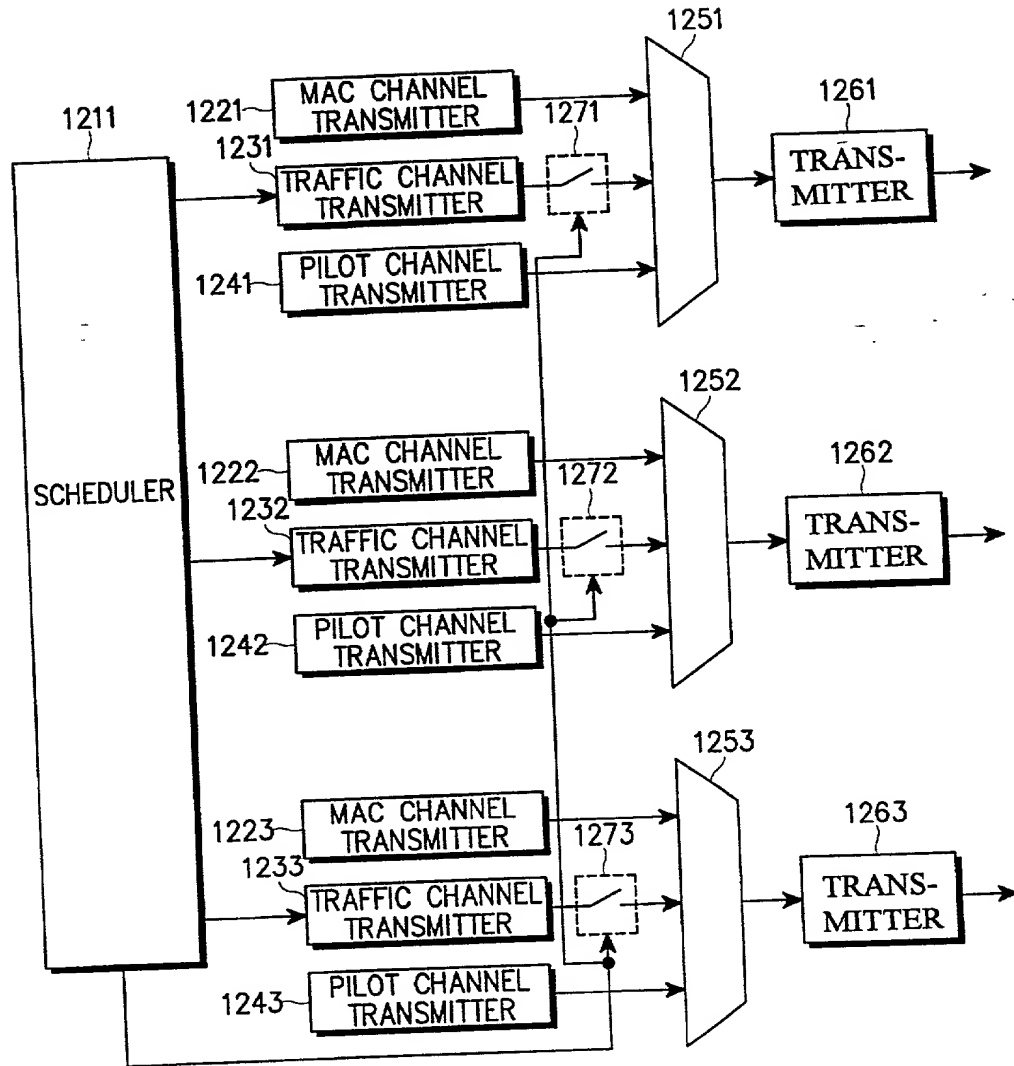 1211
SCHEDULER
1221
MAC CHANNEL
TRANSMITTER
1231
TRAFFIC CHANNEL
TRANSMITTER
1241
PILOT CHANNEL
TRANSMITTER
1271
1251
1261
TRANS-
MITTER
1222
MAC CHANNEL
TRANSMITTER
1232
TRAFFIC CHANNEL
TRANSMITTER
1242
PILOT CHANNEL
TRANSMITTER
1272
1252
1262
TRANS-
MITTER
1223
MAC CHANNEL
TRANSMITTER
1233
TRAFFIC CHANNEL
TRANSMITTER
1243
PILOT CHANNEL
TRANSMITTER
1273
1253
1263
TRANS-
MITTER